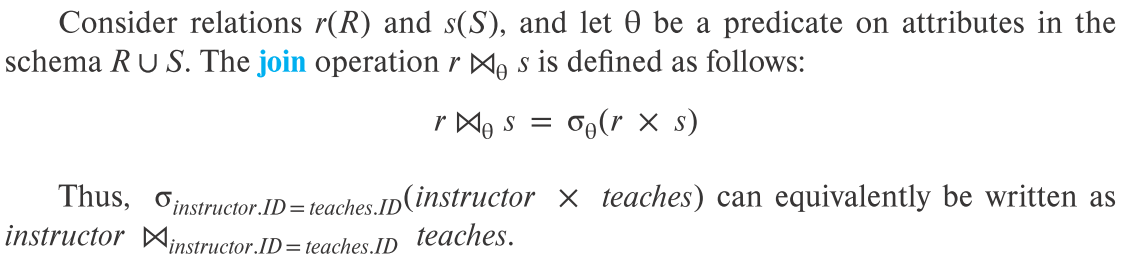 Consider relations r(R) and s(S), and let θ be a predicate on attributes in the
schema R ∪ S. The join operation r ⋈θ s is defined as follows:
r ⋈θ s = σθ(r × s)
Thus, σinstructor.ID = teaches.ID(instructor × teaches) can equivalently be written as
instructor ⋈instructor.ID = teaches.ID teaches.